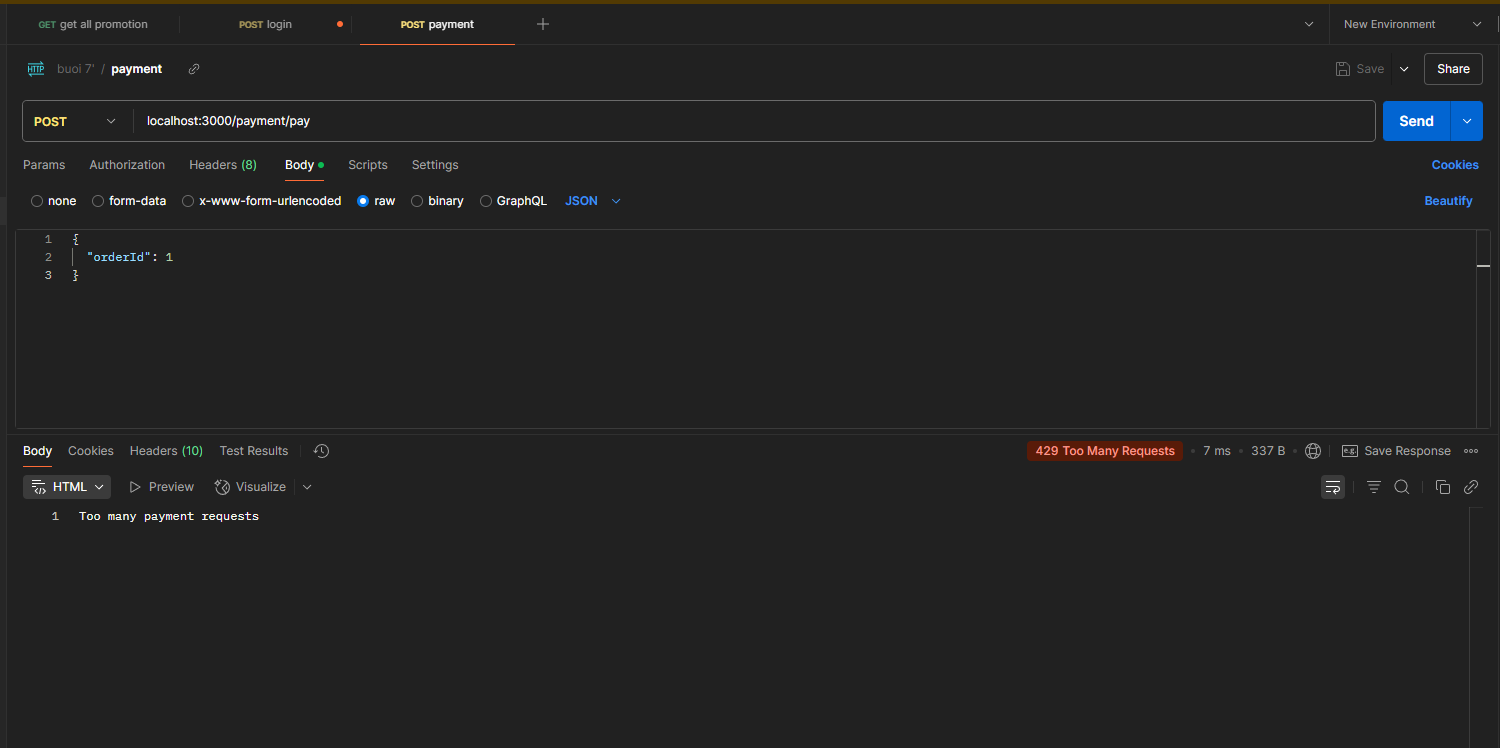 GET get all promotion
POST login
POST payment
New Environment
HTTP buoi 7' / payment
Save
Share
POST
localhost:3000/payment/pay
Send
Params Authorization Headers (8) Body Scripts Settings
Cookies
none form-data x-www-form-urlencoded raw binary GraphQL JSON
Beautify
1 {
2 "orderId": 1
3 }
Body Cookies Headers (10) Test Results
429 Too Many Requests • 7 ms • 337 B •
e.g. Save Response
HTML Preview Visualize
1 Too many payment requests